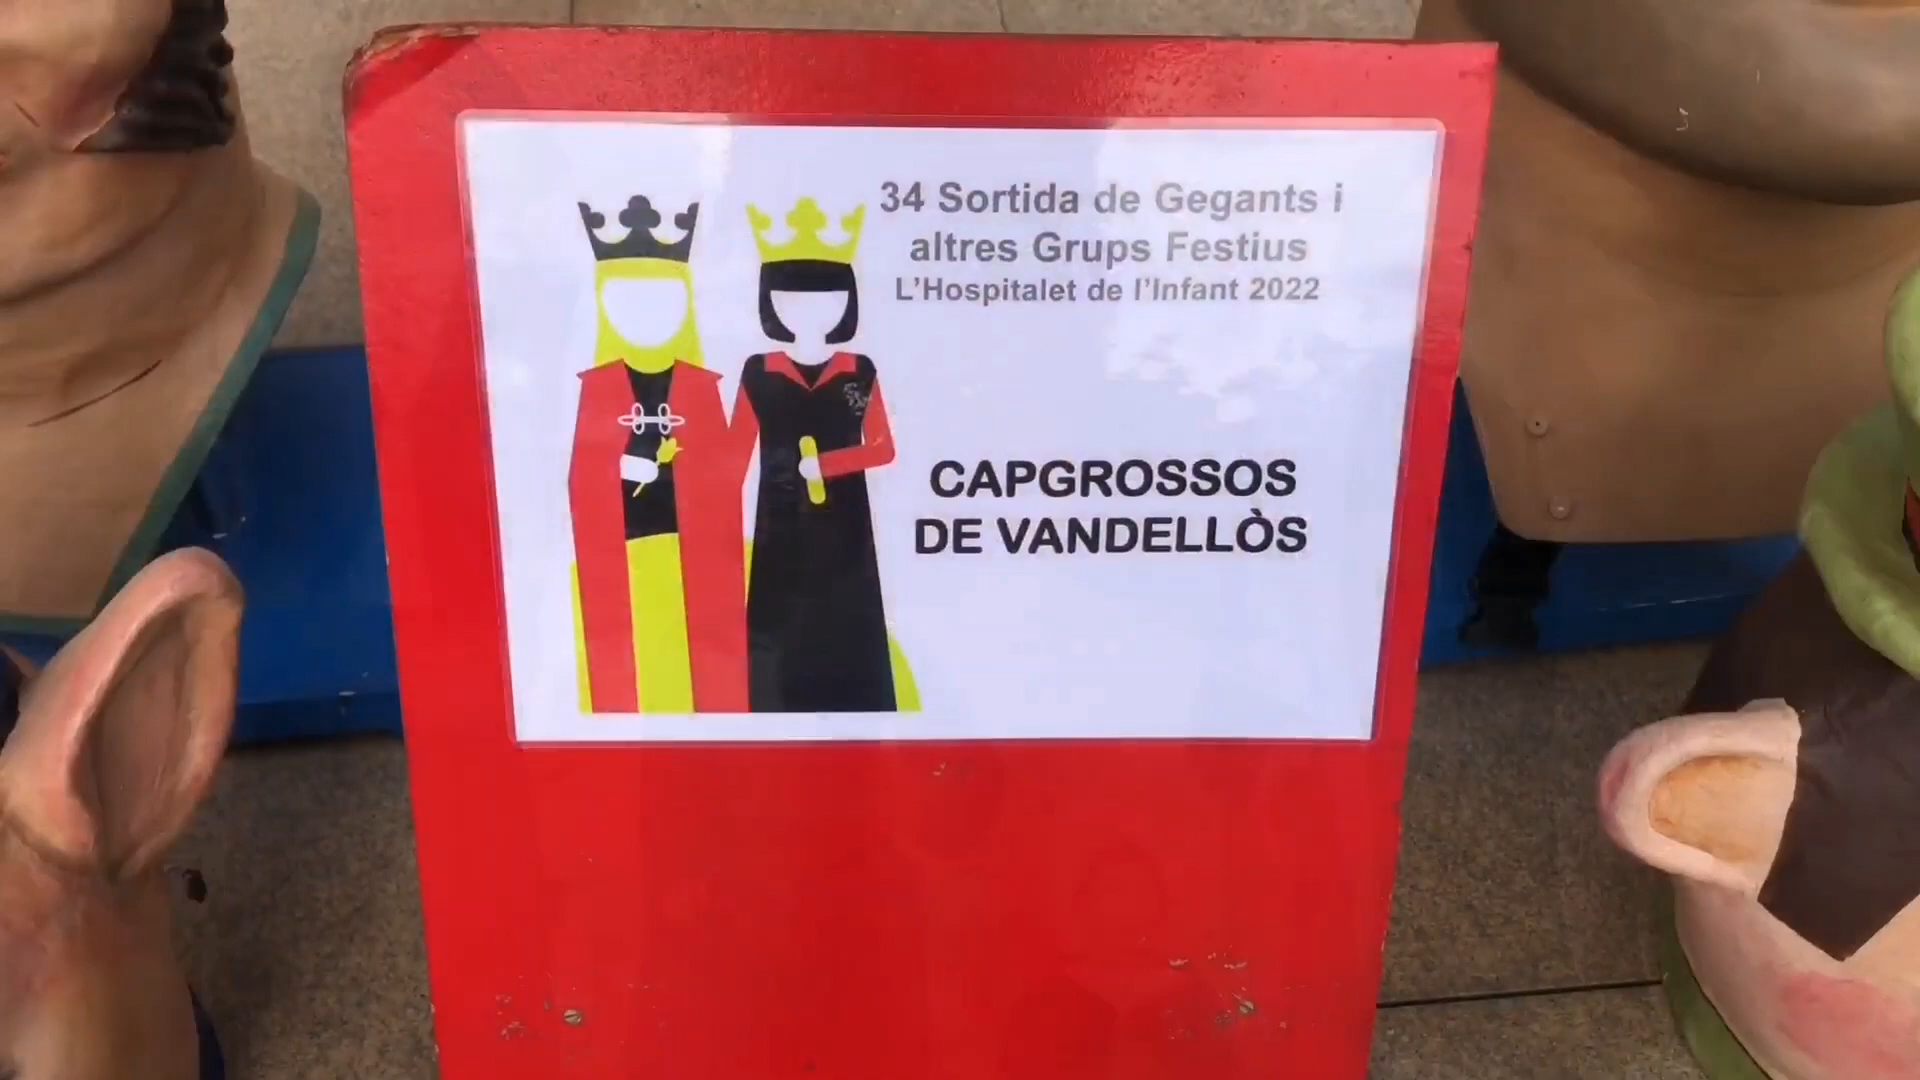 34 Sortida de Gegants i
altres Grups Festius
L'Hospitalet de l'Infant 2022
CAPGROSSOS
DE VANDELLÒS